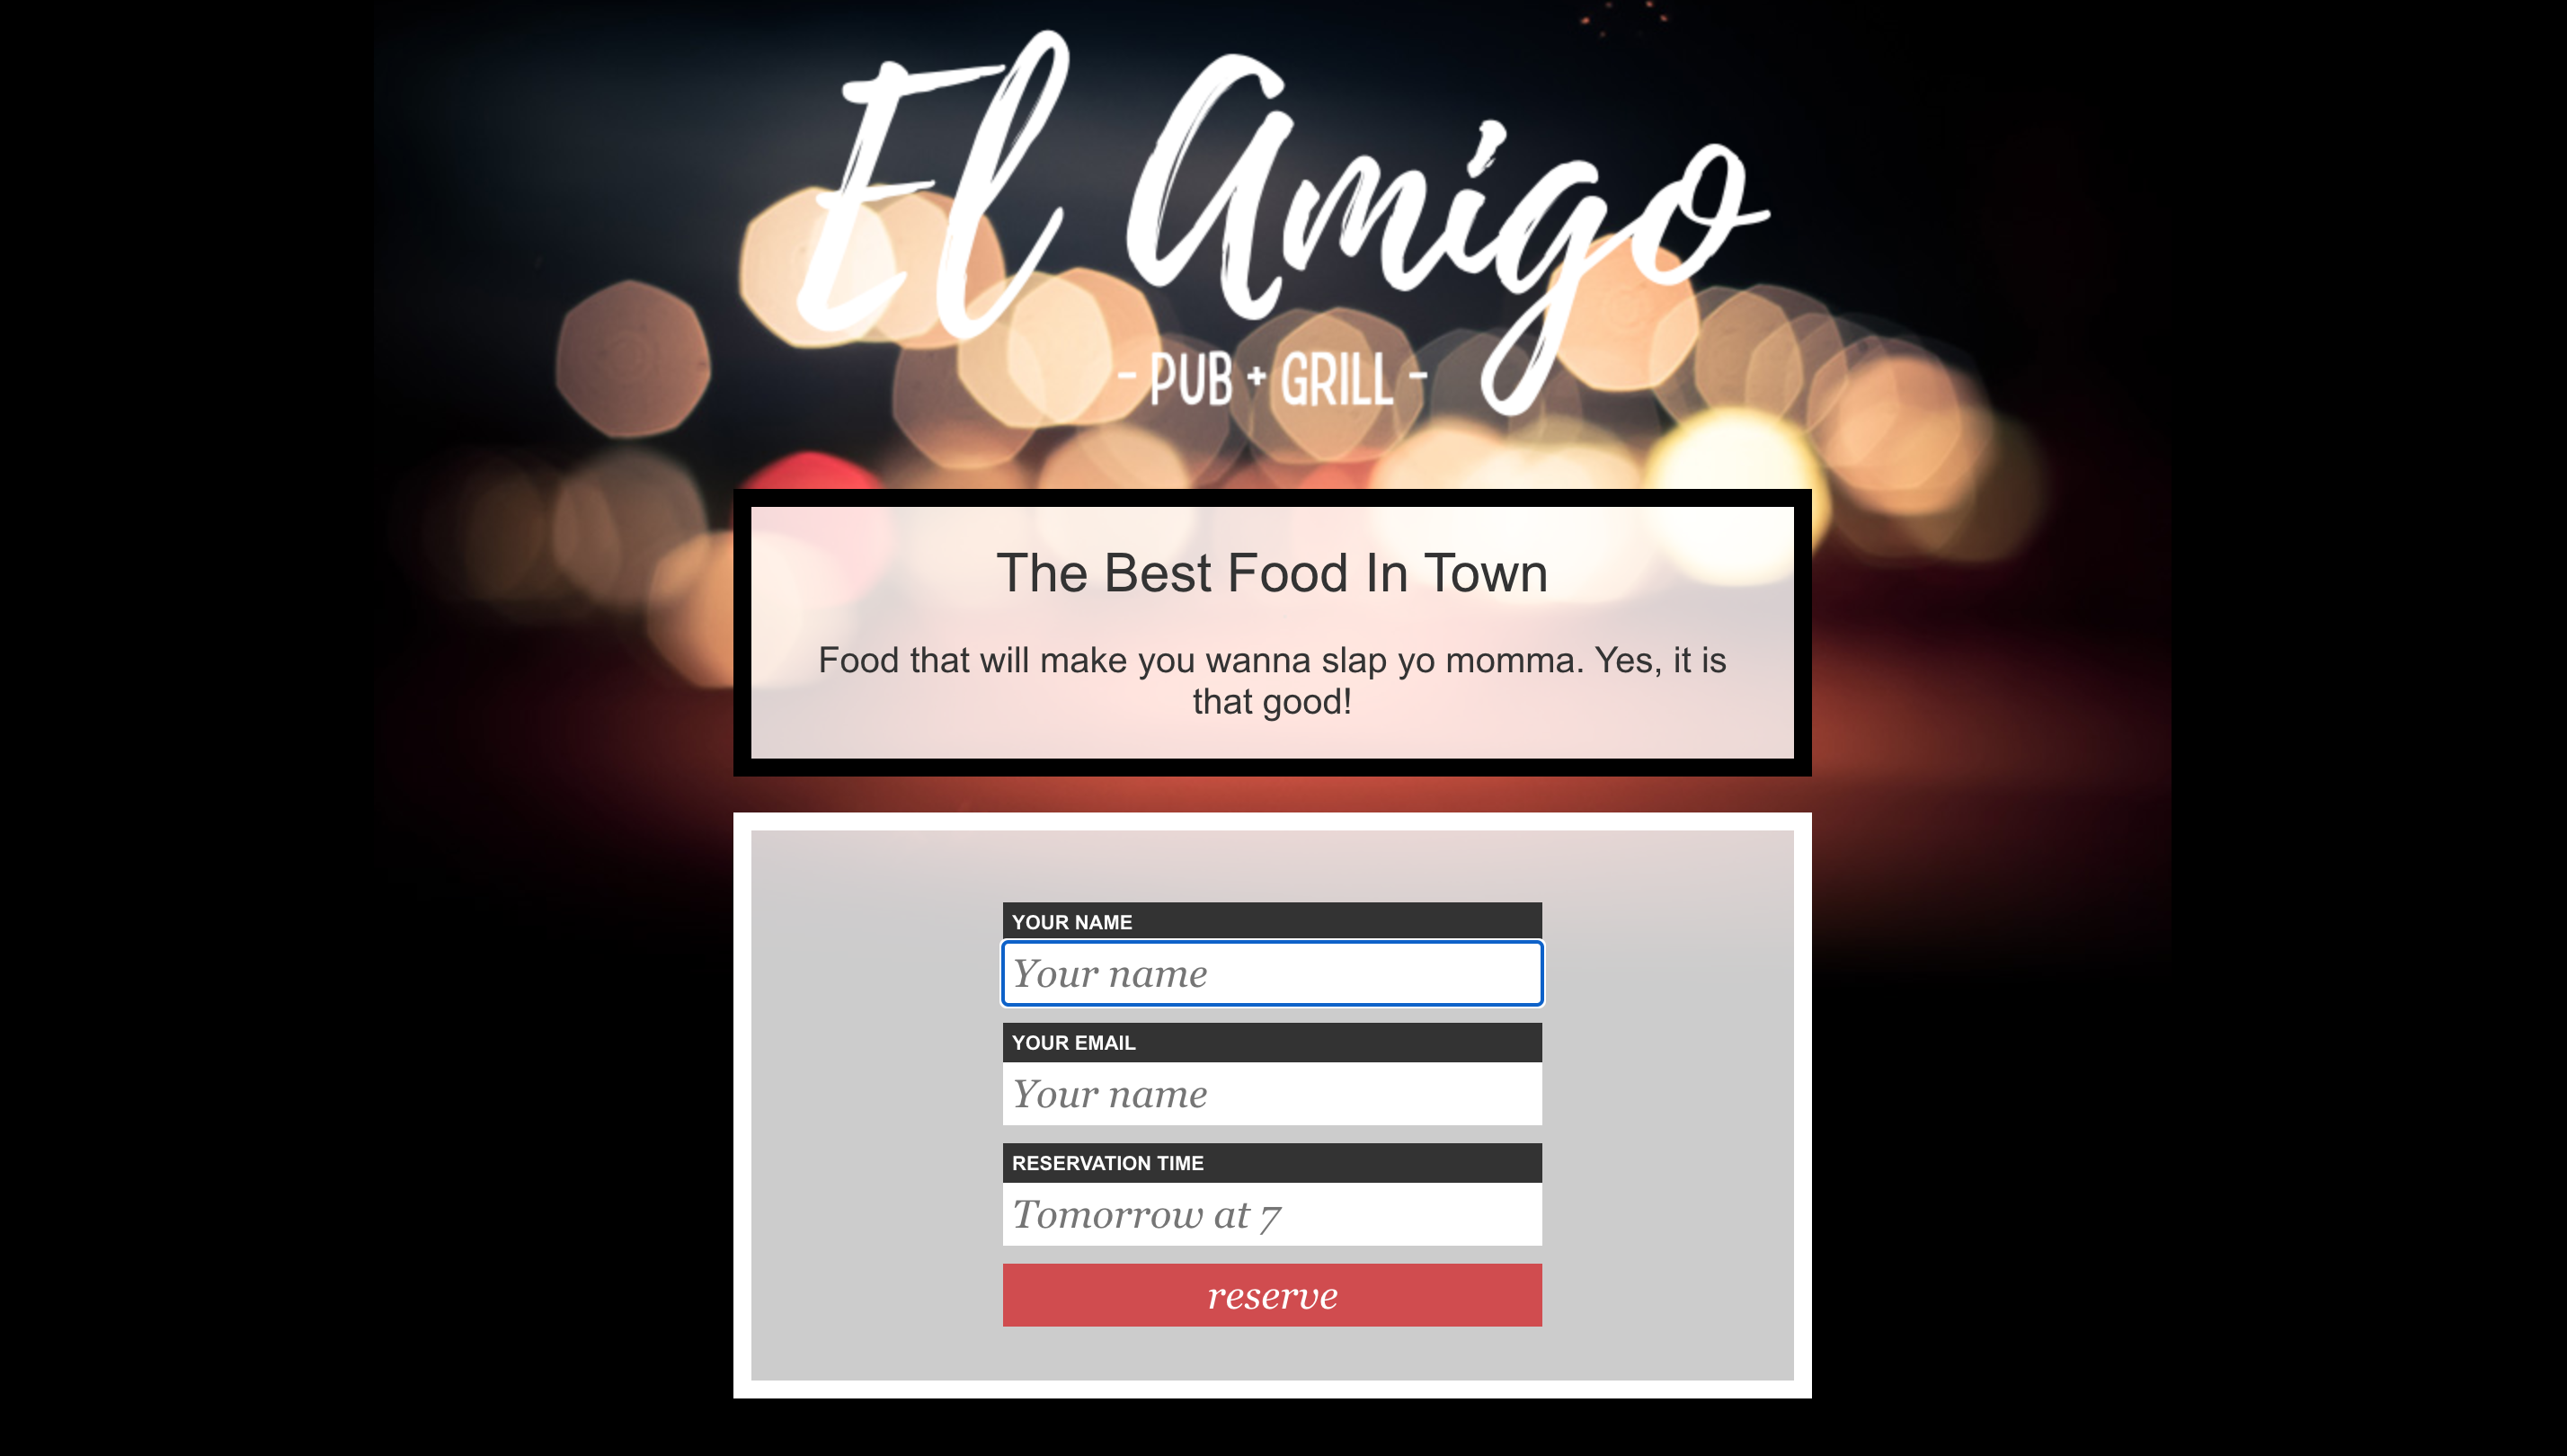 El Amigo
- PUB + GRILL -
The Best Food In Town
Food that will make you wanna slap yo momma. Yes, it is
that good!
YOUR NAME
Your name
YOUR EMAIL
Your name
RESERVATION TIME
Tomorrow at 7
reserve